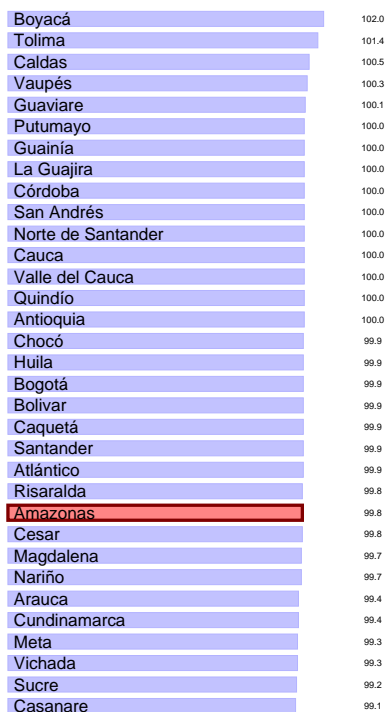 Boyacá 102.0
Tolima 101.4
Caldas 100.5
Vaupés 100.3
Guaviare 100.1
Putumayo 100.0
Guainía 100.0
La Guajira 100.0
Córdoba 100.0
San Andrés 100.0
Norte de Santander 100.0
Cauca 100.0
Valle del Cauca 100.0
Quindío 100.0
Antioquia 100.0
Chocó 99.9
Huila 99.9
Bogotá 99.9
Bolivar 99.9
Caquetá 99.9
Santander 99.9
Atlántico 99.9
Risaralda 99.8
Amazonas 99.8
Cesar 99.8
Magdalena 99.7
Nariño 99.7
Arauca 99.4
Cundinamarca 99.4
Meta 99.3
Vichada 99.3
Sucre 99.2
Casanare 99.1